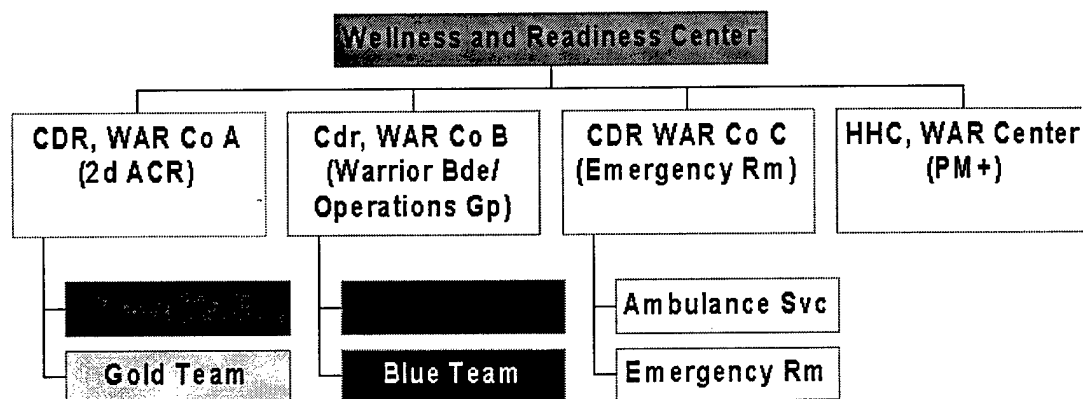 Wellness and Readiness Center
CDR, WAR Co A
(2d ACR)
Cdr, WAR Co B
(Warrior Bde/
Operations Gp)
CDR WAR Co C
(Emergency Rm)
HHC, WAR Center
(PM+)
Ambulance Svc
Gold Team
Blue Team
Emergency Rm